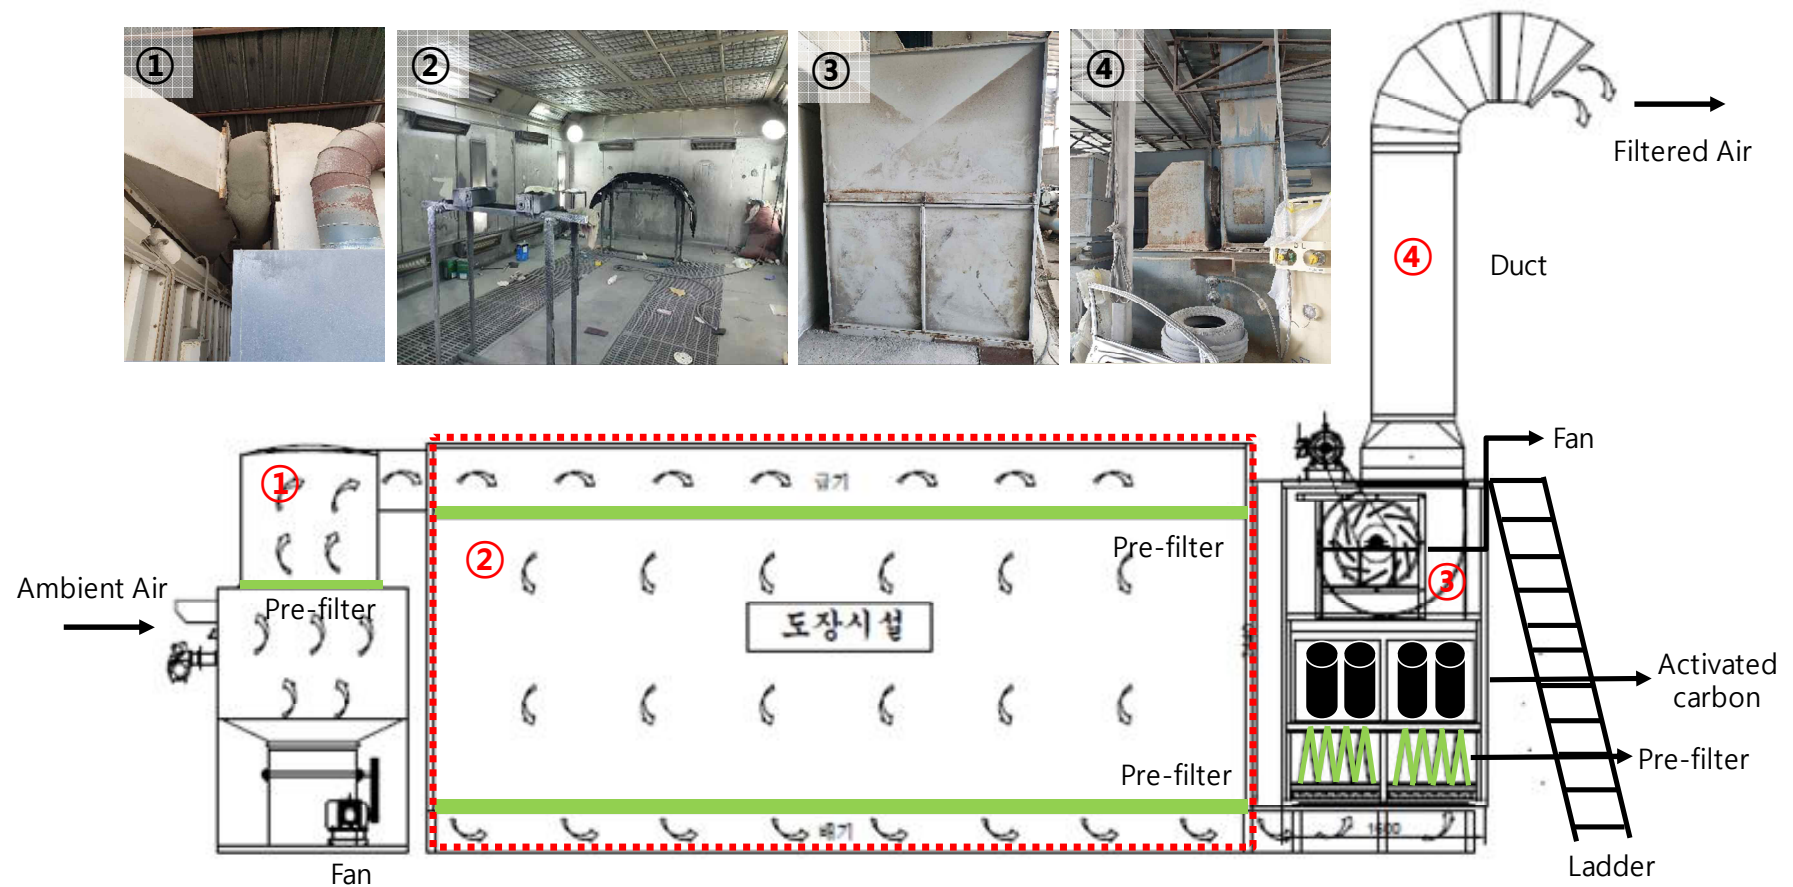 ①
②
③
④
Filtered Air
④
Duct
Fan
①
급기
②
Pre-filter
Ambient Air
Pre-filter
③
도장시설
Activated
carbon
Pre-filter
Pre-filter
배기
1600
Ladder
Fan